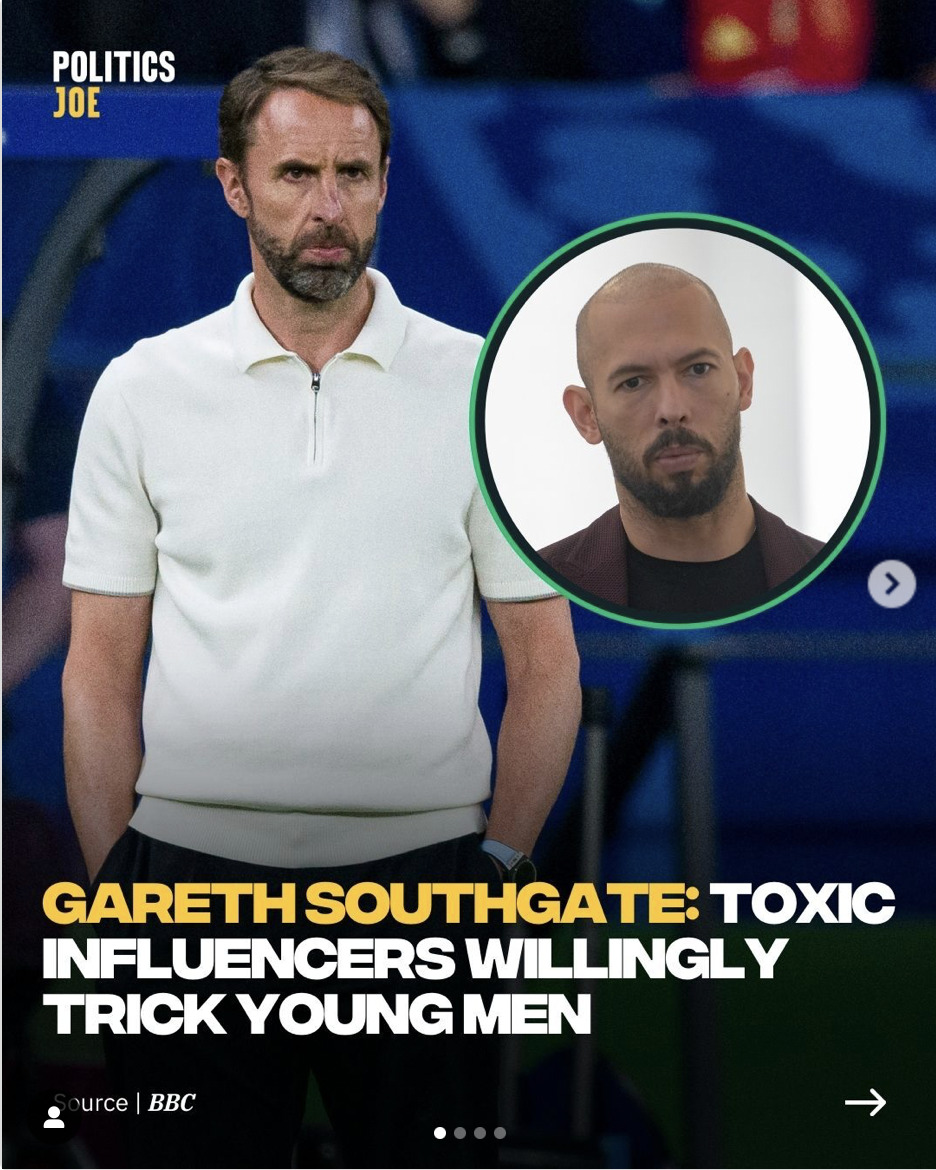 POLITICS
JOE
GARETH SOUTHGATE: TOXIC
INFLUENCERS WILLINGLY
TRICK YOUNG MEN
Source | BBC